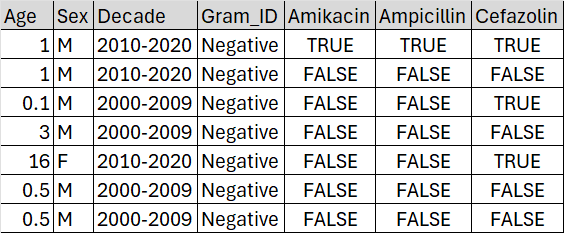 Age Sex Decade Gram_ID Amikacin Ampicillin Cefazolin
1 M 2010-2020 Negative TRUE TRUE TRUE
1 M 2010-2020 Negative FALSE FALSE FALSE
0.1 M 2000-2009 Negative FALSE FALSE TRUE
3 M 2000-2009 Negative FALSE FALSE FALSE
16 F 2010-2020 Negative FALSE FALSE TRUE
0.5 M 2000-2009 Negative FALSE FALSE FALSE
0.5 M 2000-2009 Negative FALSE FALSE FALSE